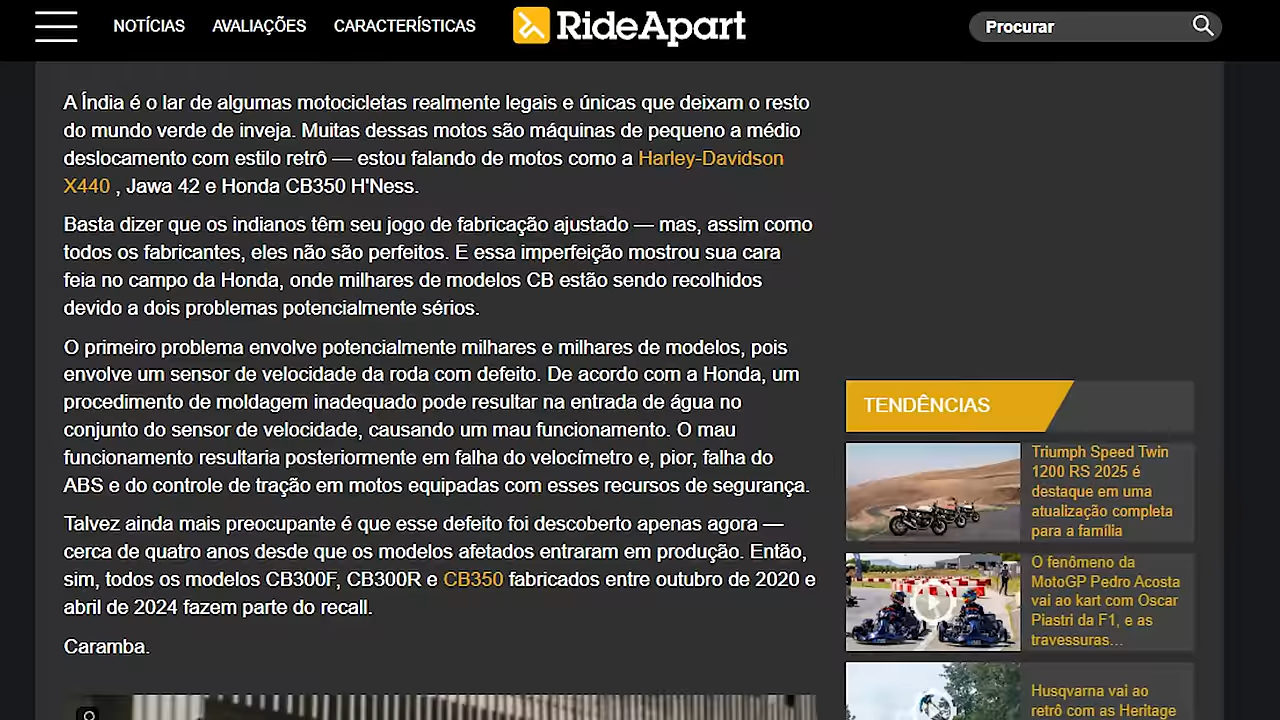 NOTÍCIAS AVALIAÇÕES CARACTERÍSTICAS RideApart Procurar
A Índia é o lar de algumas motocicletas realmente legais e únicas que deixam o resto
do mundo verde de inveja. Muitas dessas motos são máquinas de pequeno a médio
deslocamento com estilo retrô — estou falando de motos como a Harley-Davidson
X440 , Jawa 42 e Honda CB350 H'Ness.
Basta dizer que os indianos têm seu jogo de fabricação ajustado — mas, assim como
todos os fabricantes, eles não são perfeitos. E essa imperfeição mostrou sua cara
feia no campo da Honda, onde milhares de modelos CB estão sendo recolhidos
devido a dois problemas potencialmente sérios.
O primeiro problema envolve potencialmente milhares e milhares de modelos, pois
envolve um sensor de velocidade da roda com defeito. De acordo com a Honda, um
procedimento de moldagem inadequado pode resultar na entrada de água no
conjunto do sensor de velocidade, causando um mau funcionamento. O mau
funcionamento resultaria posteriormente em falha do velocímetro e, pior, falha do
ABS e do controle de tração em motos equipadas com esses recursos de segurança.
Talvez ainda mais preocupante é que esse defeito foi descoberto apenas agora —
cerca de quatro anos desde que os modelos afetados entraram em produção. Então,
sim, todos os modelos CB300F, CB300R e CB350 fabricados entre outubro de 2020 e
abril de 2024 fazem parte do recall.
Caramba.
TENDÊNCIAS
Triumph Speed Twin
1200 RS 2025 é
destaque em uma
atualização completa
para a família
O fenômeno da
MotoGP Pedro Acosta
vai ao kart com Oscar
Piastri da F1, e as
travessuras...
Husqvarna vai ao
retrô com as Heritage